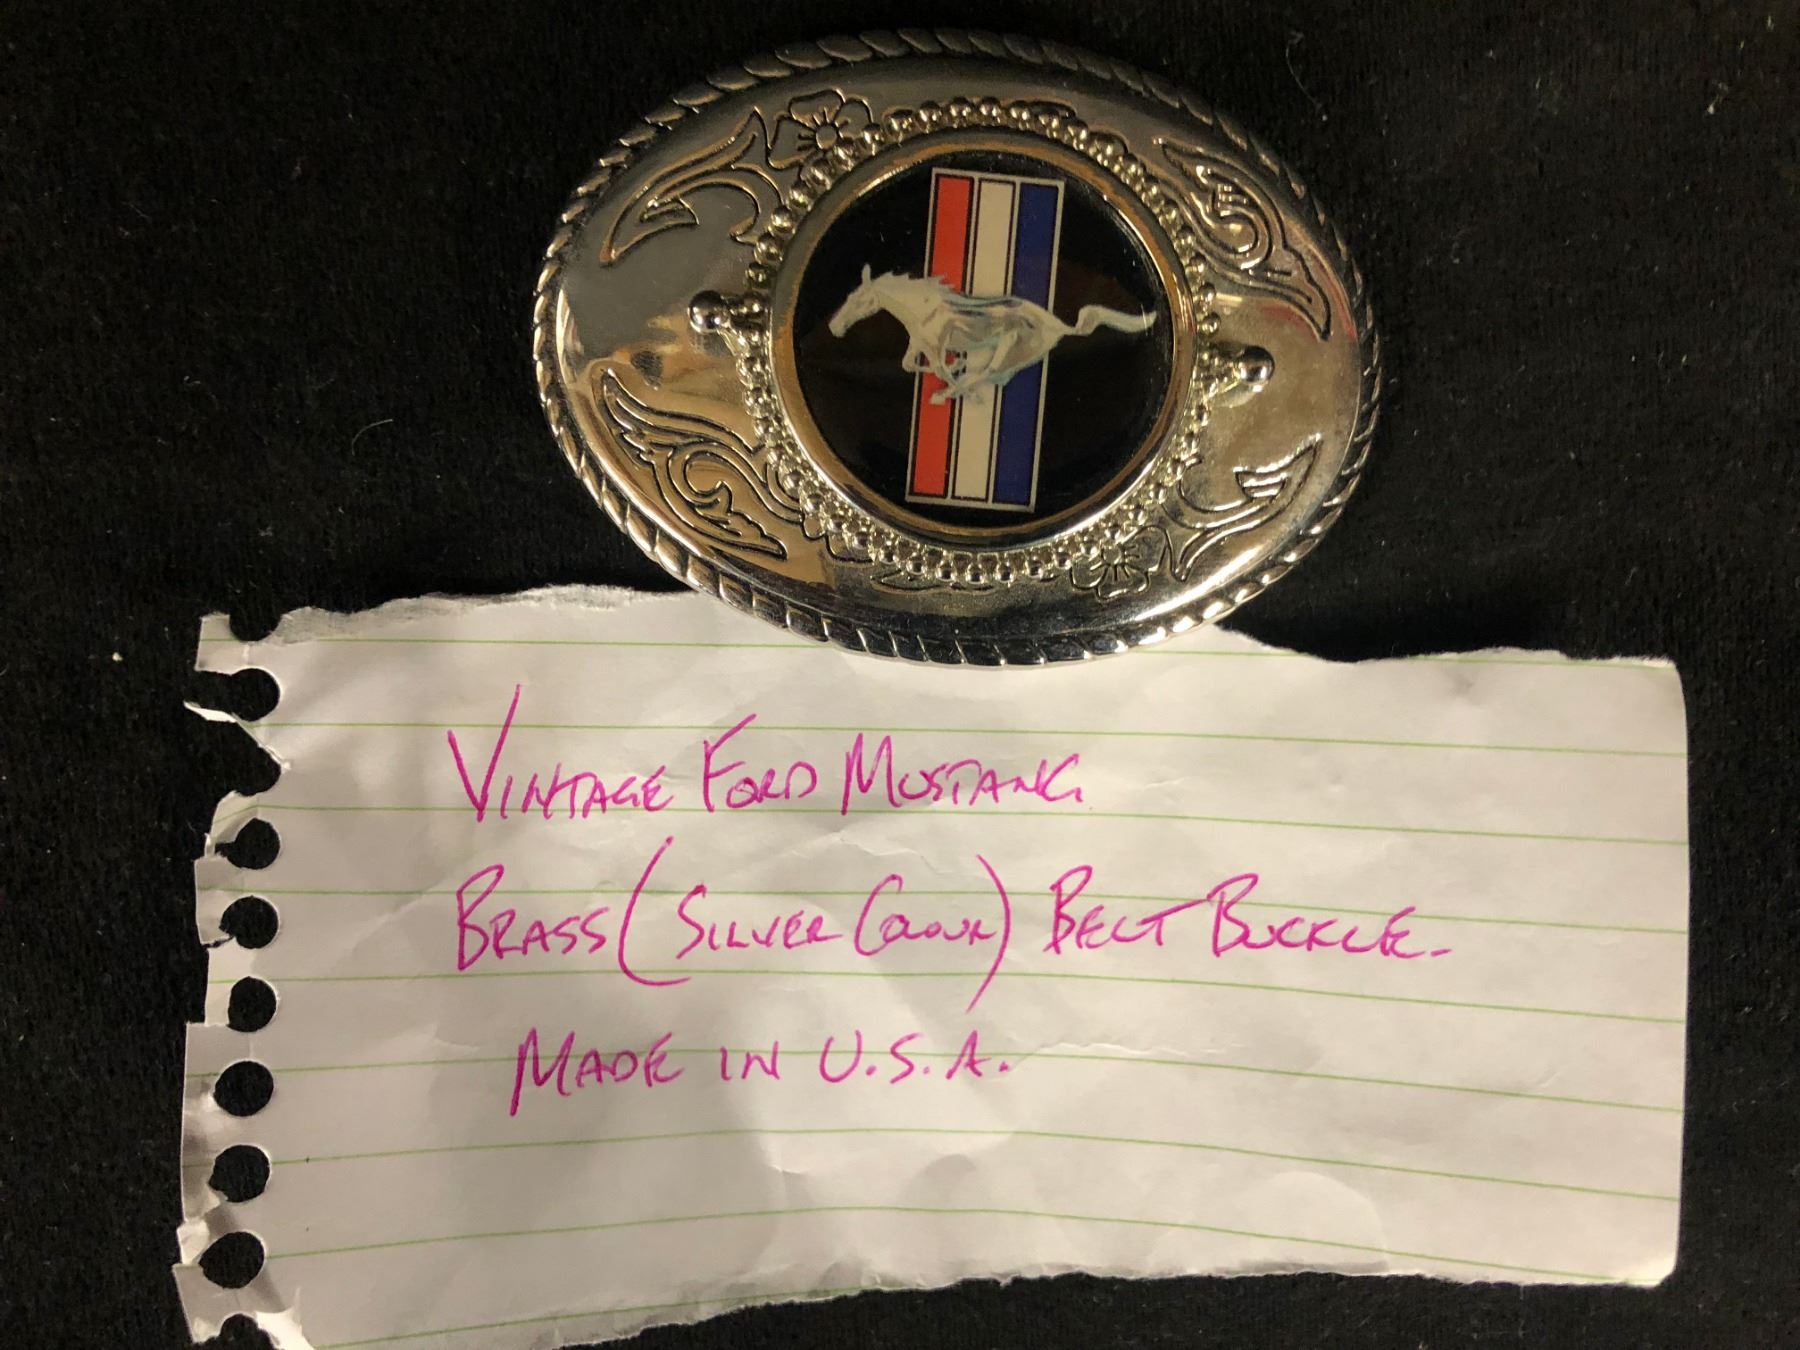 VINTAGE FORD MUSTANG
BRASS (SILVER COLOUR) BELT BUCKLE.
MADE IN U.S.A.